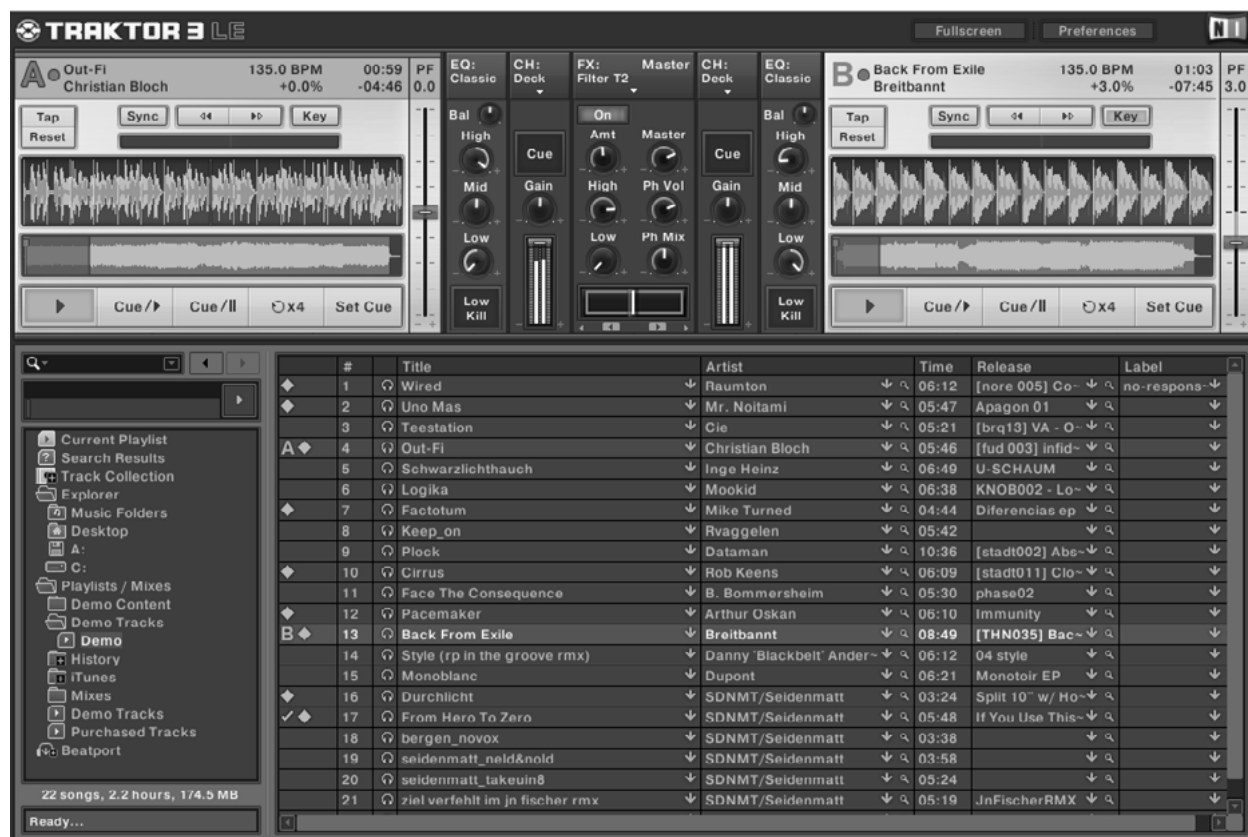 TRAKTOR 3 LE
Fullscreen Preferences
NI
A Out-Fi 135.0 BPM 00:59 PF
Christian Bloch +0.0% -04:46 0.0
Tap Sync Key
Reset
Cue/ Cue/II x4 Set Cue
- +
EQ: CH: FX: Master CH: EQ:
Classic Deck Filter T2 Deck Classic
Bal On Bal
High Amt Master High
Cue Cue
Mid Gain High Ph Vol Gain Mid
Low Low Ph Mix Low
Low Low
Kill Kill
B Back From Exile 135.0 BPM 01:03 PF
Breitbannt +3.0% -07:45 3.0
Tap Sync Key
Reset
Cue/ Cue/II x4 Set Cue
- +
Current Playlist
Search Results
Track Collection
Explorer
Music Folders
Desktop
A:
C:
Playlists / Mixes
Demo Content
Demo Tracks
Demo
History
iTunes
Mixes
Demo Tracks
Purchased Tracks
Beatport
22 songs, 2.2 hours, 174.5 MB
Ready...
# Title Artist Time Release Label
1 Wired Raumton 06:12 [nore 005] Co~ no-respons~
2 Uno Mas Mr. Noitami 05:47 Apagon 01
3 Teestation Cie 05:21 [brq13] VA - O~
A 4 Out-Fi Christian Bloch 05:46 [fud 003] infid~
5 Schwarzlichthauch Inge Heinz 06:49 U-SCHAUM
6 Logika Mookid 06:38 KNOB002 - Lo~
7 Factotum Mike Turned 04:44 Diferencias ep
8 Keep_on Rvaggelen 05:42
9 Plock Dataman 10:36 [stadt002] Abs~
10 Cirrus Rob Keens 06:09 [stadt011] Clo~
11 Face The Consequence B. Bommersheim 05:30 phase02
12 Pacemaker Arthur Oskan 06:10 Immunity
B 13 Back From Exile Breitbannt 08:49 [THN035] Bac~
14 Style (rp in the groove rmx) Danny `Blackbelt` Ander~ 06:12 04 style
15 Monoblanc Dupont 06:21 Monotoir EP
16 Durchlicht SDNMT/Seidenmatt 03:24 Split 10¨ w/ Ho~
17 From Hero To Zero SDNMT/Seidenmatt 05:48 If You Use This~
18 bergen_novox SDNMT/Seidenmatt 03:38
19 seidenmatt_neld&nold SDNMT/Seidenmatt 03:58
20 seidenmatt_takeuin8 SDNMT/Seidenmatt 05:24
21 ziel verfehlt im jn fischer rmx SDNMT/Seidenmatt 05:19 JnFischerRMX